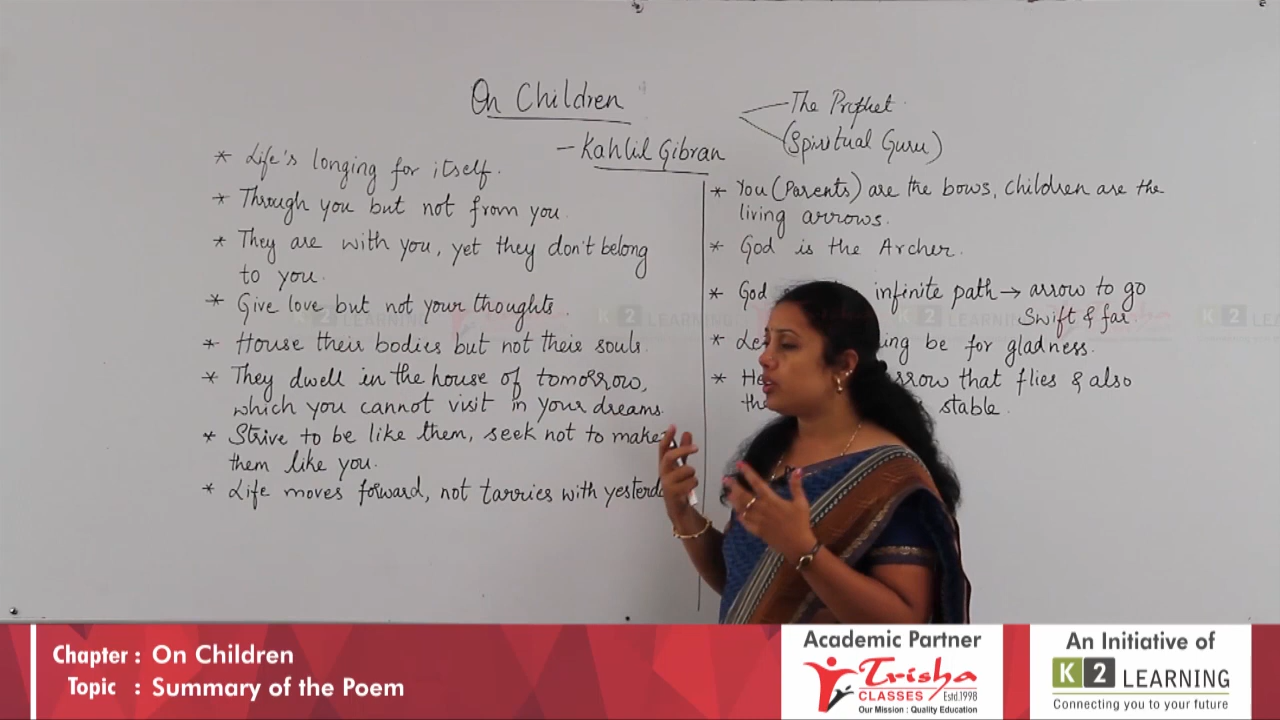 On Children
- Kahlil Gibran
The Prophet
(Spiritual Guru)
* Life's longing for itself.
* Through you but not from you.
* They are with you, yet they don't belong
to you.
* Give love but not your thoughts.
* House their bodies but not their souls.
* They dwell in the house of tomorrow,
which you cannot visit in your dreams.
* Strive to be like them, seek not to make
them like you.
* Life moves forward, not tarries with
* You (Parents) are the bows, children are the
living arrows.
* God is the Archer.
* God infinite path → arrow to go
Swift & far
* be for gladness.
* that flies & also
stable.
K2 LEARNING
K2 LEARNING
Chapter : On Children
Topic : Summary of the Poem
Academic Partner
Trisha
CLASSES Estd.1998
Our Mission : Quality Education
An Initiative of
K2 LEARNING
Connecting you to your future